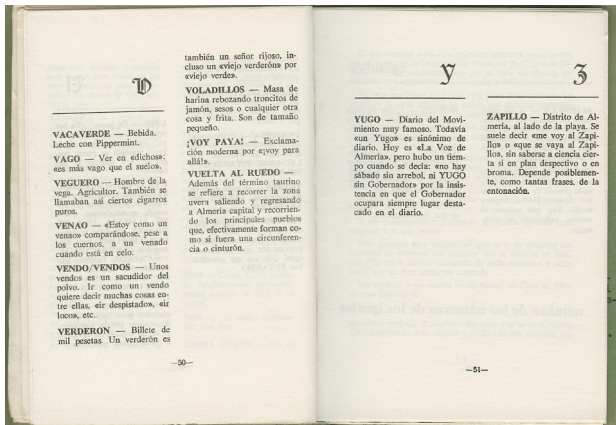 V
VACAVERDE — Bebida.
Leche con Pippermint.
VAGO — Ver en «dichos»:
«es más vago que el suelo».
VEGUERO — Hombre de la
vega. Agricultor. También se
llamaban así ciertos cigarros
puros.
VENAO — «Estoy como un
venao» comparándose, pese a
los cuernos, a un venado
cuando está en celo.
VENDO/VENDOS — Unos
vendos es un sacudidor del
polvo. Ir como un vendo
quiere decir muchas cosas en-
tre ellas, «ir despistado», «ir
loco», etc.
VERDERON — Billete de
mil pesetas. Un verderón es
también un señor rijoso, in-
cluso un «viejo verderón» por
«viejo verde».
VOLADILLOS — Masa de
harina rebozando troncitos de
jamón, sesos o cualquier otra
cosa y frita. Son de tamaño
pequeño.
¡VOY PAYA! — Exclama-
ción moderna por «¡voy para
allá!».
VUELTA AL RUEDO —
Además del término taurino
se refiere a recorrer la zona
uvera saliendo y regresando
a Almería capital y recorrien-
do los principales pueblos
que, efectivamente forman co-
mo si fuera una circunferen-
cia o cinturón.
—50—
Y
YUGO — Diario del Movi-
miento muy famoso. Todavía
«un Yugo» es sinónimo de
diario. Hoy es «La Voz de
Almería». pero hubo un tiem-
po cuando se decía: «no hay
sábado sin arrebol, ni YUGO
sin Gobernador» por la insis-
tencia en que el Gobernador
ocupara siempre lugar desta-
cado en el diario.
Z
ZAPILLO — Distrito de Al-
mería, al lado de la playa. Se
suele decir «me voy al Zapi-
llo» o «que se vaya al Zapi-
llo», sin saberse a ciencia cier-
ta si en plan despectivo o en
broma. Depende posiblemen-
te, como tantas frases, de la
entonación.
—51—